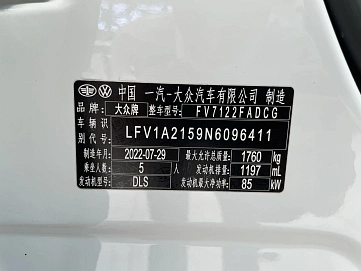 中国 一汽-大众汽车有限公司 制造
品牌 大众牌 整车型号 FV7122FADCG
车辆识别代号 LFV1A2159N6096411
制造年月 2022-07-29 最大允许总质量 1760 kg
乘坐人数 5 人 发动机排量 1197 mL
发动机型号 DLS 发动机最大净功率 85 kW